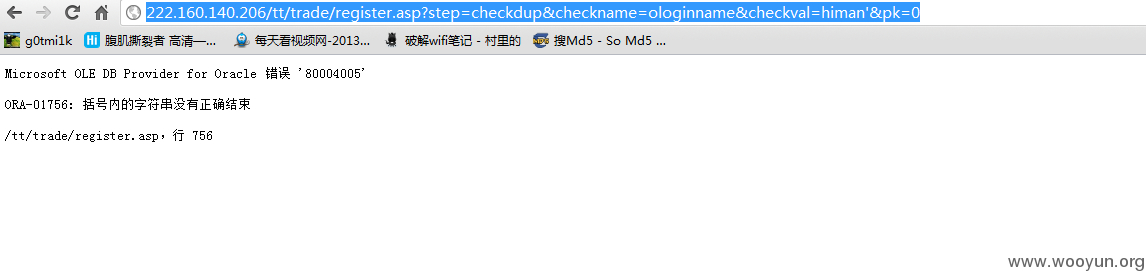 222.160.140.206/tt/trade/register.asp?step=checkdup&checkname=ologinname&checkval=himan'&pk=0
g0tmi1k Hi 腹肌撕裂者 高清—... 每天看视频网-2013... 破解wifi笔记 - 村里的 搜Md5 - So Md5 ...
Microsoft OLE DB Provider for Oracle 错误 '80004005'
ORA-01756: 括号内的字符串没有正确结束
/tt/trade/register.asp，行 756
www.wooyun.org